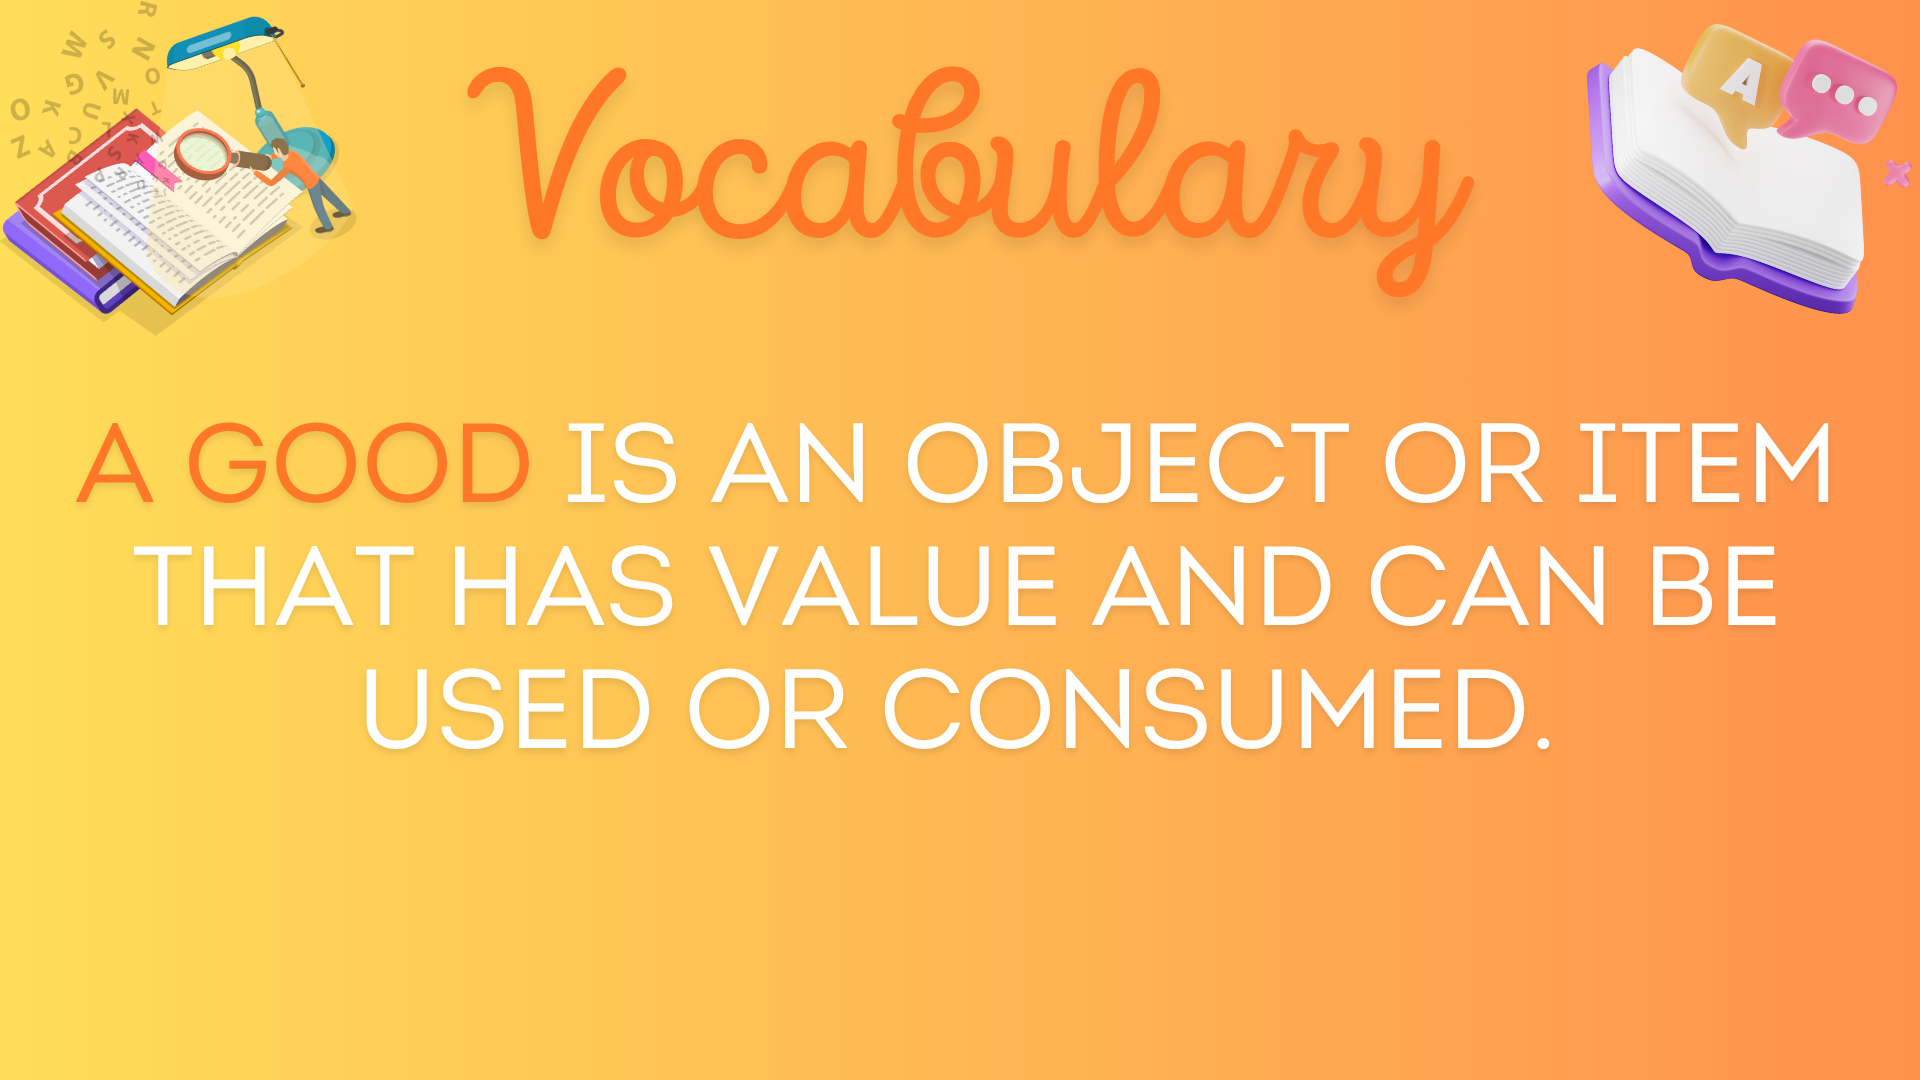 Vocabulary
A GOOD IS AN OBJECT OR ITEM
THAT HAS VALUE AND CAN BE
USED OR CONSUMED.
A